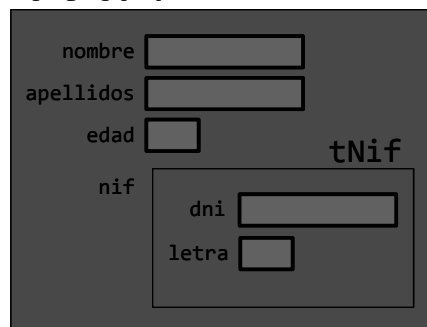 nombre
apellidos
edad
tNif
nif
dni
letra